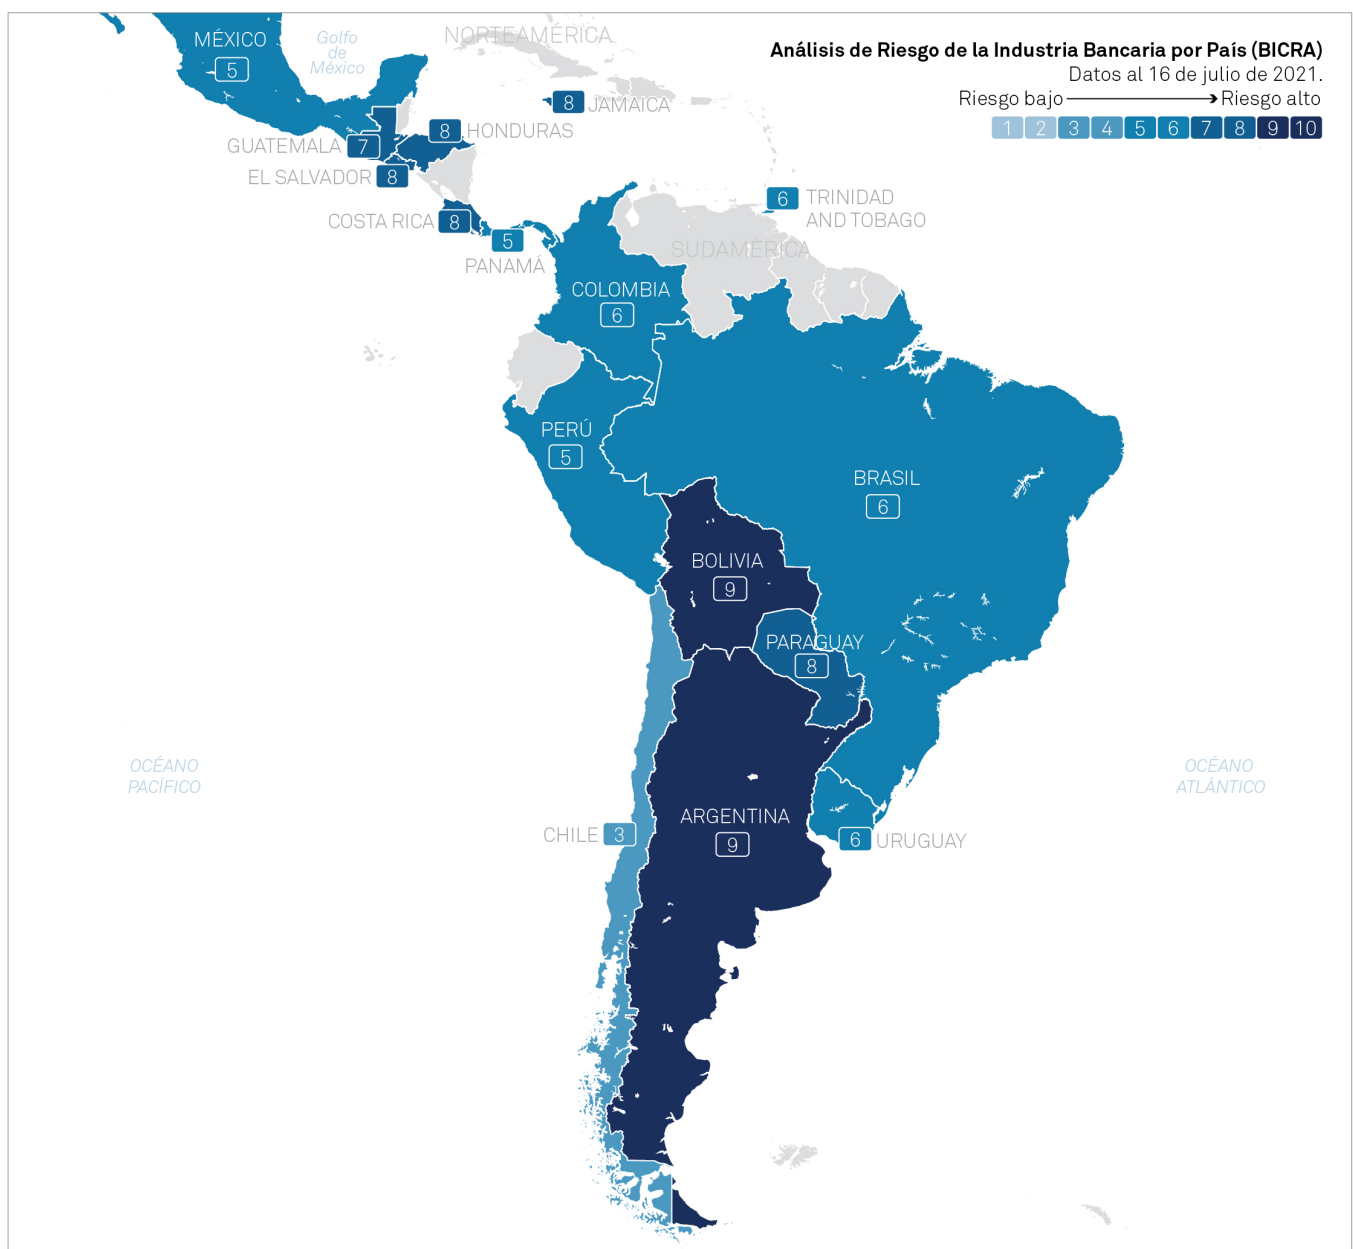 Análisis de Riesgo de la Industria Bancaria por País (BICRA)
Datos al 16 de julio de 2021.
Riesgo bajo Riesgo alto
1 2 3 4 5 6 7 8 9 10
NORTEAMÉRICA
MÉXICO
5
Golfo
de
México
8 JAMAICA
8 HONDURAS
GUATEMALA 7
EL SALVADOR 8
COSTA RICA 8
5
PANAMÁ
6 TRINIDAD
AND TOBAGO
SUDAMÉRICA
COLOMBIA
6
PERÚ
5
BRASIL
6
BOLIVIA
9
PARAGUAY
8
OCÉANO
PACÍFICO
OCÉANO
ATLÁNTICO
ARGENTINA
9
CHILE 3
6 URUGUAY